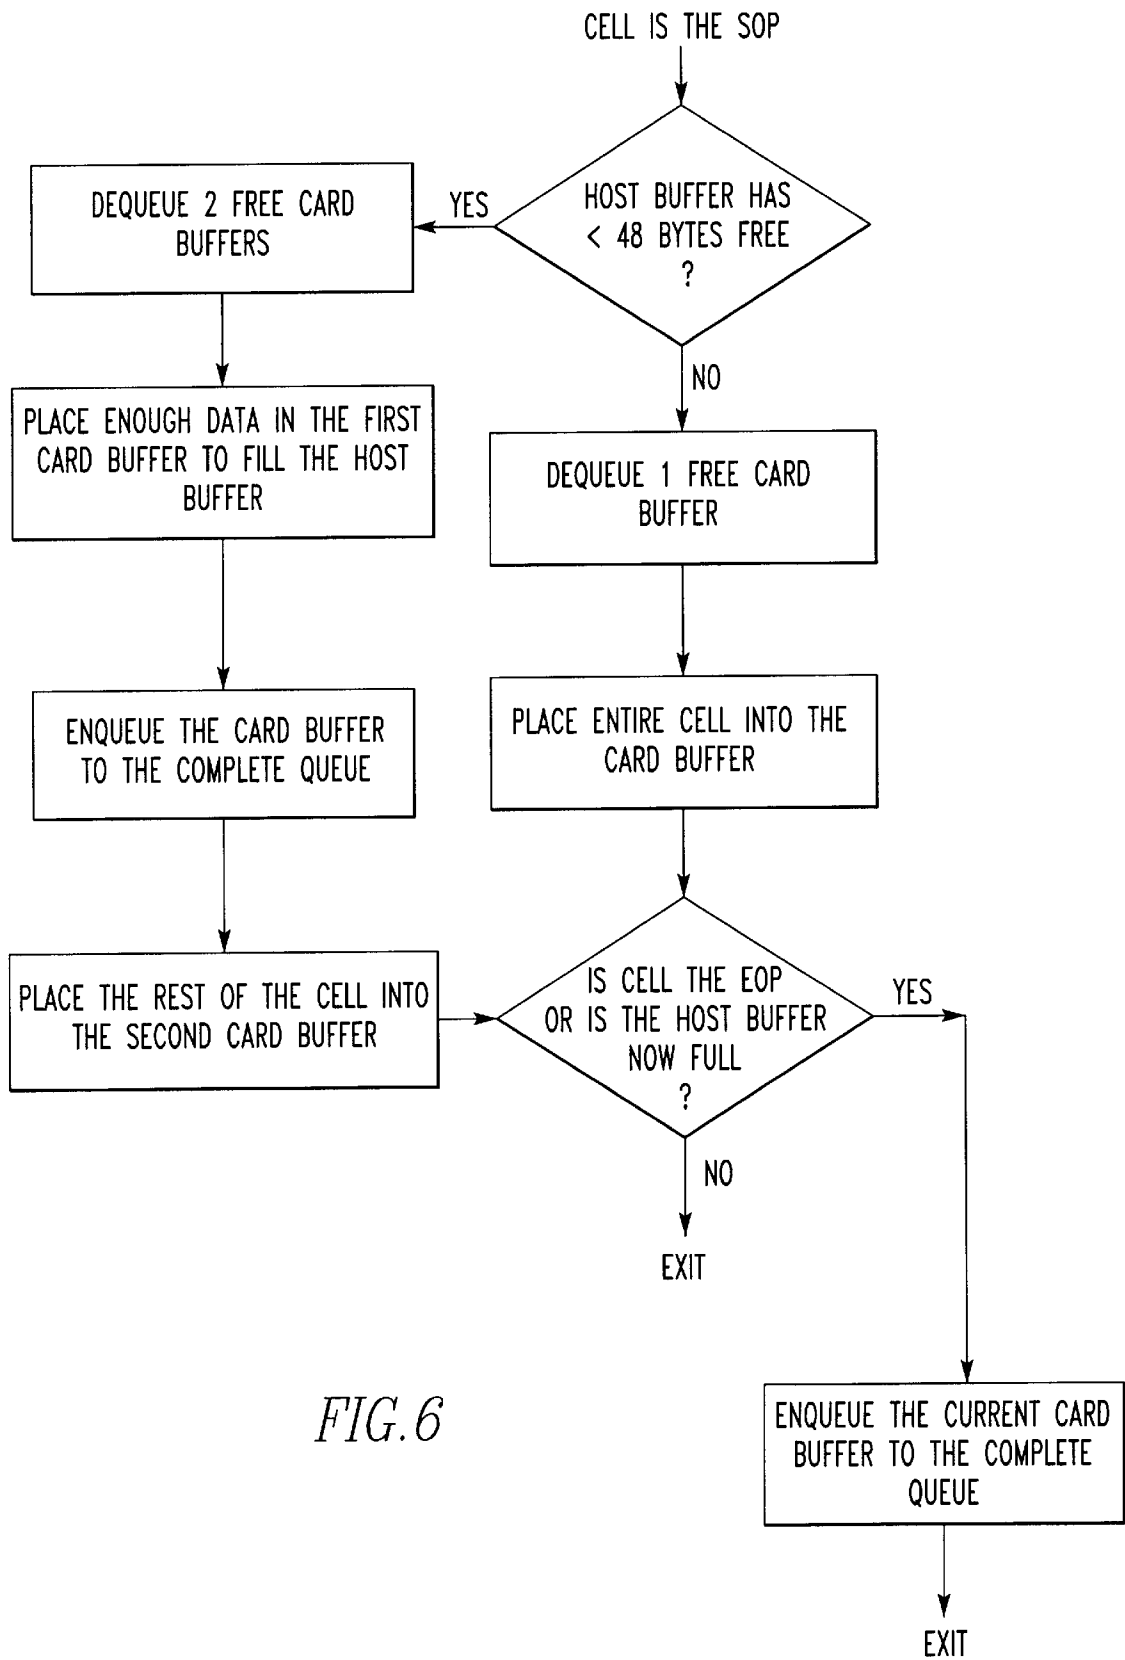 CELL IS THE SOP
HOST BUFFER HAS
< 48 BYTES FREE
?
YES
DEQUEUE 2 FREE CARD
BUFFERS
PLACE ENOUGH DATA IN THE FIRST
CARD BUFFER TO FILL THE HOST
BUFFER
ENQUEUE THE CARD BUFFER
TO THE COMPLETE QUEUE
PLACE THE REST OF THE CELL INTO
THE SECOND CARD BUFFER
NO
DEQUEUE 1 FREE CARD
BUFFER
PLACE ENTIRE CELL INTO THE
CARD BUFFER
IS CELL THE EOP
OR IS THE HOST BUFFER
NOW FULL
?
NO
EXIT
YES
ENQUEUE THE CURRENT CARD
BUFFER TO THE COMPLETE
QUEUE
EXIT
FIG.6